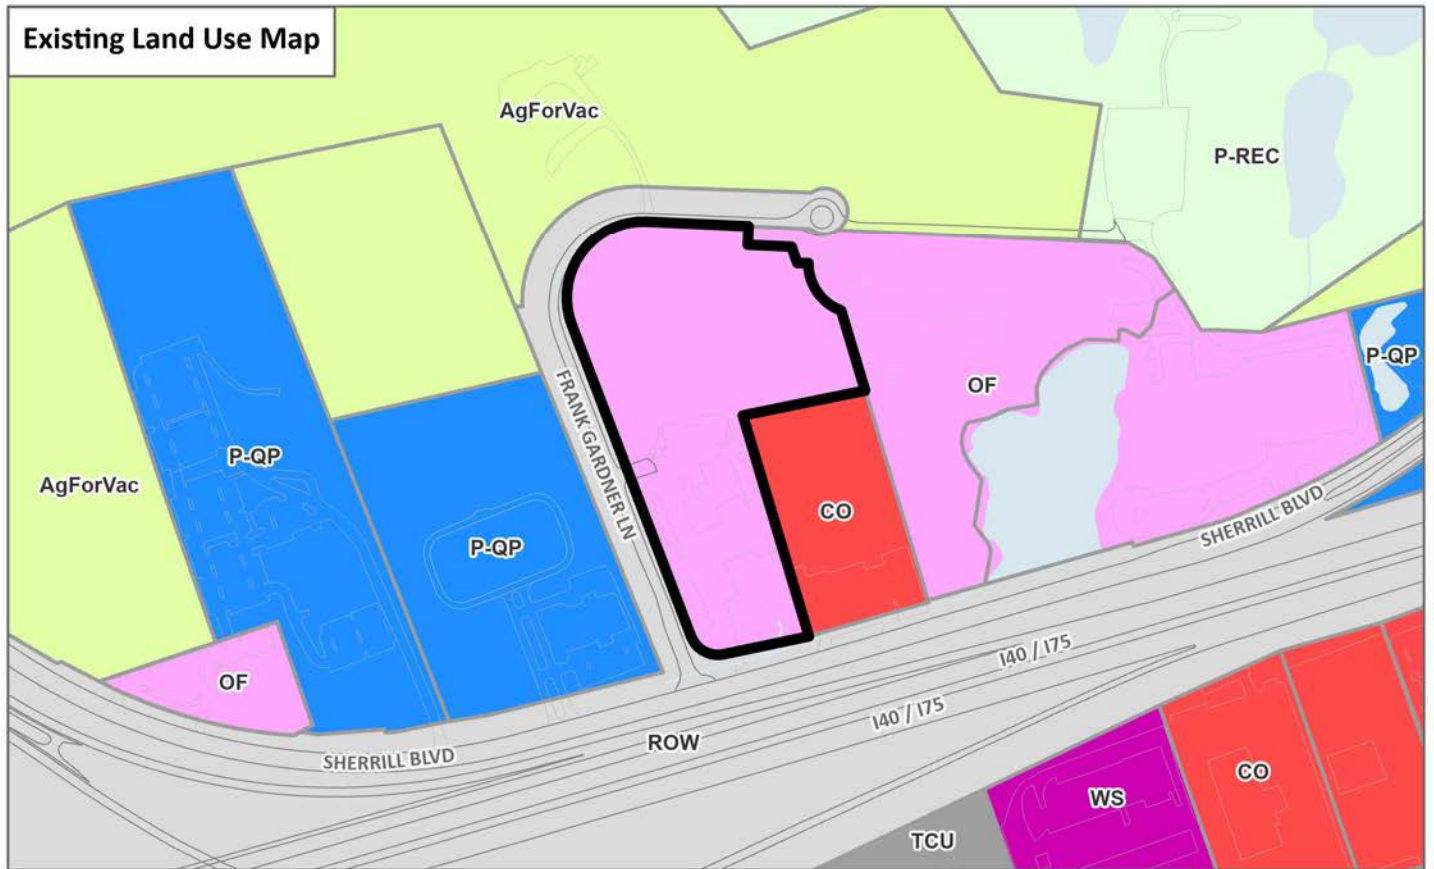 Existing Land Use Map
AgForVac
P-REC
P-QP
FRANK GARDNER LN
OF
P-QP
AgForVac
CO
P-QP
SHERRILL BLVD
I40 / I75
OF
I40 / I75
ROW
SHERRILL BLVD
CO
WS
TCU